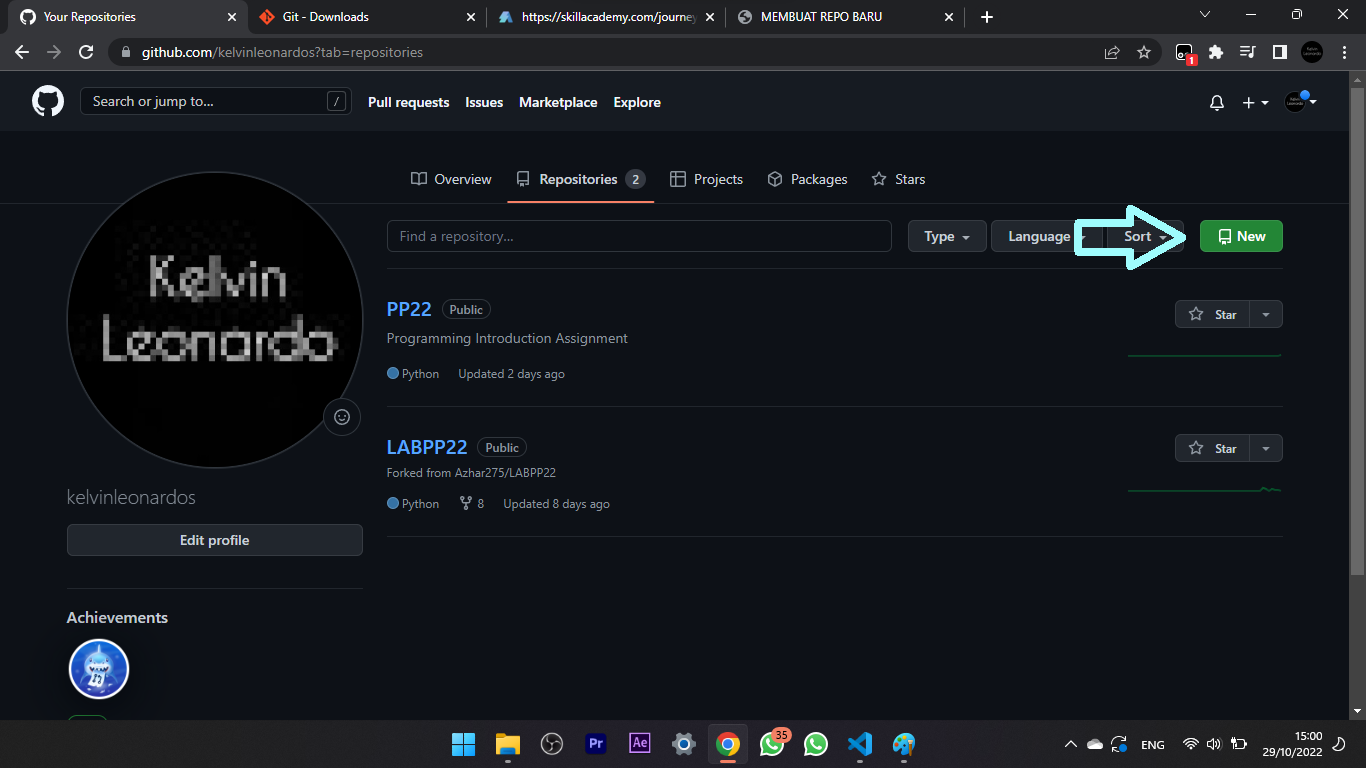 Your Repositories
Git - Downloads
https://skillacademy.com/journey
MEMBUAT REPO BARU
github.com/kelvinleonardos?tab=repositories
1
Search or jump to...
/
Pull requests
Issues
Marketplace
Explore
Overview
Repositories 2
Projects
Packages
Stars
Find a repository...
Type
Language
Sort
New
Kelvin
Leonardo
PP22 Public
Star
Programming Introduction Assignment
Python Updated 2 days ago
LABPP22 Public
Star
Forked from Azhar275/LABPP22
Python 8 Updated 8 days ago
kelvinleonardos
Edit profile
Achievements
Pr
Ae
35
ENG
15:00
29/10/2022